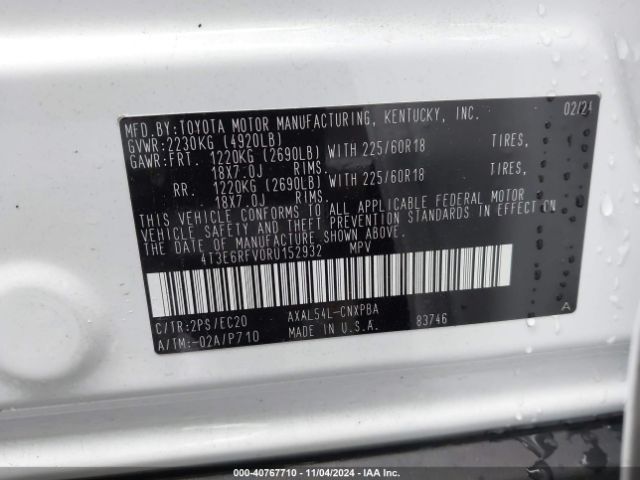 MFD.BY:TOYOTA MOTOR MANUFACTURING, KENTUCKY, INC. 02/24
GVWR:2230KG (4920LB)
GAWR:FRT. 1220KG (2690LB) WITH 225/60R18 TIRES,
18X7.0J RIMS.
RR. 1220KG (2690LB) WITH 225/60R18 TIRES,
18X7.0J RIMS.
THIS VEHICLE CONFORMS TO ALL APPLICABLE FEDERAL MOTOR
VEHICLE SAFETY AND THEFT PREVENTION STANDARDS IN EFFECT ON
THE DATE OF MANUFACTURE SHOWN ABOVE.
4T3E6RFV0RU152932 MPV
C/TR:2PS/EC20 AXAL54L-CNXPBA A
A/TM:-02A/P710 MADE IN U.S.A. 83746
000-40767710 - 11/04/2024 - IAA Inc.